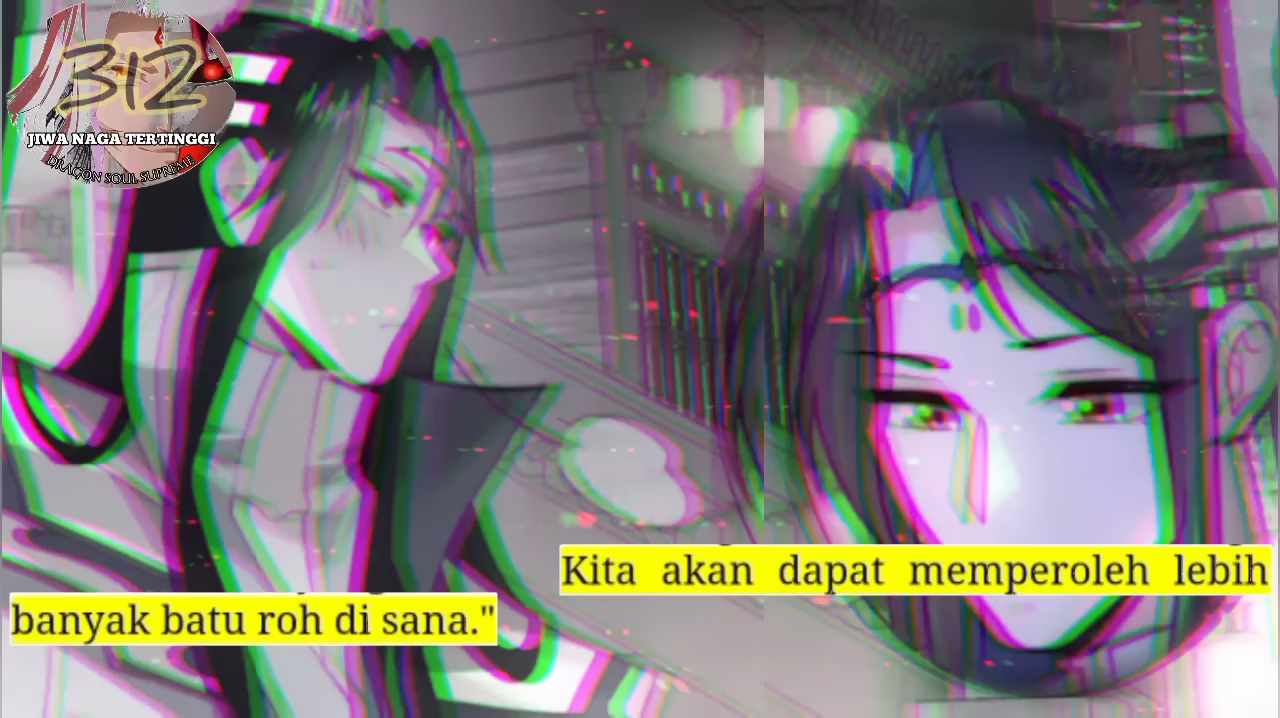 312
JIWA NAGA TERTINGGI
DRAGON SOUL SUPREME
Kita akan dapat memperoleh lebih
banyak batu roh di sana."